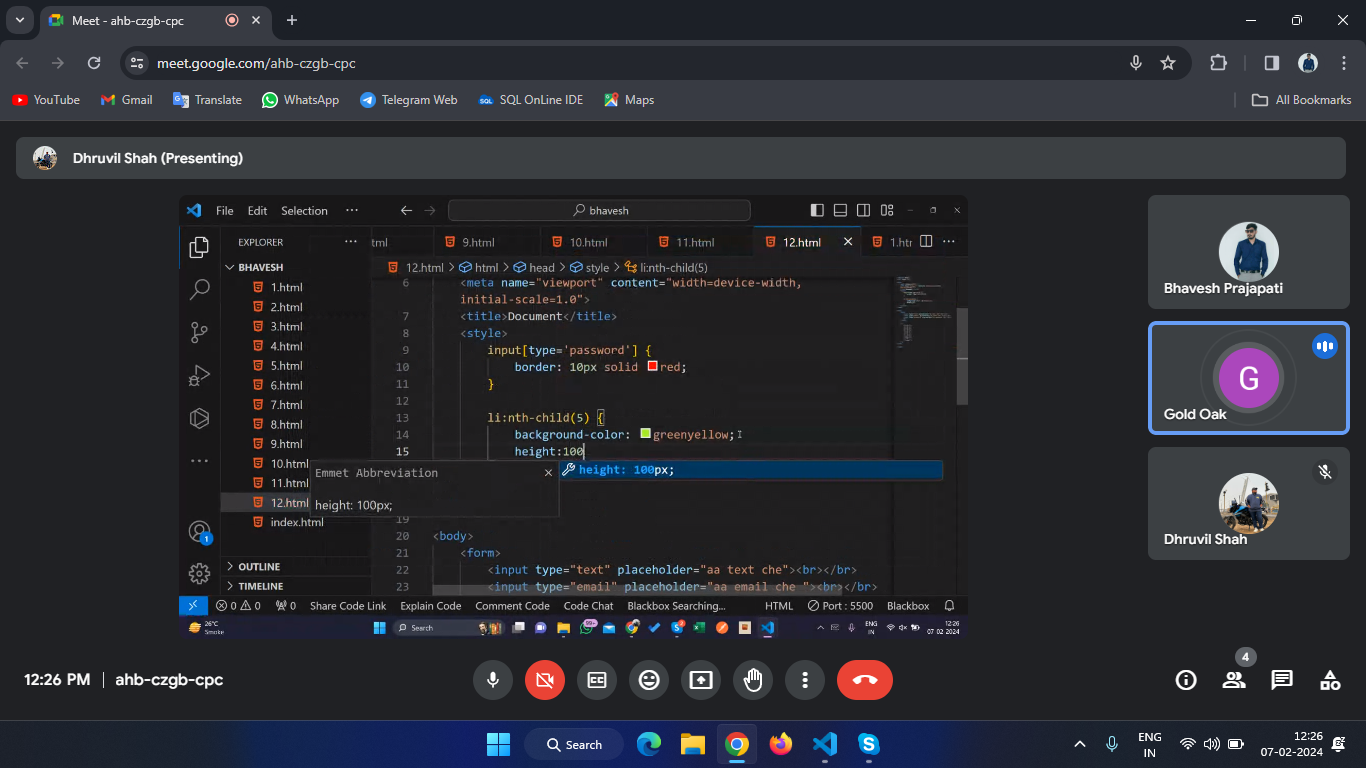 Meet - ahb-czgb-cpc
meet.google.com/ahb-czgb-cpc
YouTube Gmail Translate WhatsApp Telegram Web SQL OnLine IDE Maps All Bookmarks
Dhruvil Shah (Presenting)
File Edit Selection ··· bhavesh
EXPLORER ···
tml 9.html 10.html 11.html 12.html 1.ht ···
BHAVESH
12.html > html > head > style > li:nth-child(5)
1.html
2.html
3.html
4.html
5.html
6.html
7.html
8.html
9.html
10.html
11.html
12.html
index.html
OUTLINE
TIMELINE
6 <meta name="viewport" content="width=device-width,
initial-scale=1.0">
7 <title>Document</title>
8 <style>
9 input[type='password'] {
10 border: 10px solid red;
11 }
12
13 li:nth-child(5) {
14 background-color: greenyellow;
15 height:100
height: 100px;
Emmet Abbreviation
height: 100px;
19
20 <body>
21 <form>
22 <input type="text" placeholder="aa text che"><br></br>
23 <input type="email" placeholder="aa email che "><br></br>
1
0 0 0 Share Code Link Explain Code Comment Code Code Chat Blackbox Searching... HTML Port : 5500 Blackbox
26°C
Smoke
Search
99+
ENG
IN
12:26
07-02-2024
Bhavesh Prajapati
G
Gold Oak
Dhruvil Shah
12:26 PM | ahb-czgb-cpc
4
Search
ENG
IN
12:26
07-02-2024